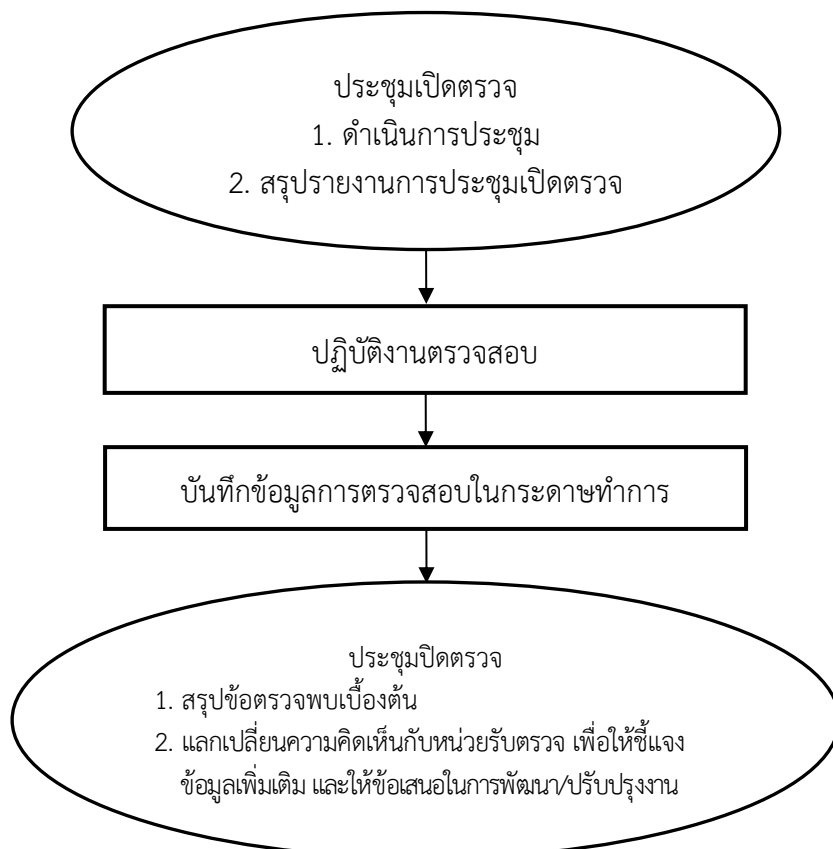 ประชุมเปิดตรวจ
1. ดำเนินการประชุม
2. สรุปรายงานการประชุมเปิดตรวจ
ปฏิบัติงานตรวจสอบ
บันทึกข้อมูลการตรวจสอบในกระดาษทำการ
ประชุมปิดตรวจ
1. สรุปข้อตรวจพบเบื้องต้น
2. แลกเปลี่ยนความคิดเห็นกับหน่วยรับตรวจ เพื่อให้ชี้แจง
ข้อมูลเพิ่มเติม และให้ข้อเสนอในการพัฒนา/ปรับปรุงงาน